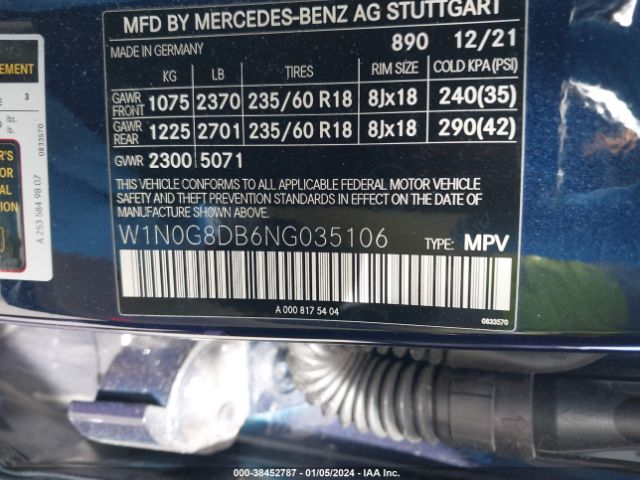 MFD BY MERCEDES-BENZ AG STUTTGART
MADE IN GERMANY 890 12/21
KG LB TIRES RIM SIZE COLD KPA(PSI)
GAWR FRONT 1075 2370 235/60 R18 8Jx18 240(35)
GAWR REAR 1225 2701 235/60 R18 8Jx18 290(42)
GVWR 2300 5071
THIS VEHICLE CONFORMS TO ALL APPLICABLE FEDERAL MOTOR VEHICLE
SAFETY AND THEFT PREVENTION STANDARDS IN EFFECT ON THE DATE OF
MANUFACTURE SHOWN ABOVE.
W1N0G8DB6NG035106 TYPE: MPV
A 000 817 54 04
0833570
EMENT
3
lbs.
0833570
A 253 584 98 07
000-38452787 - 01/05/2024 - IAA Inc.